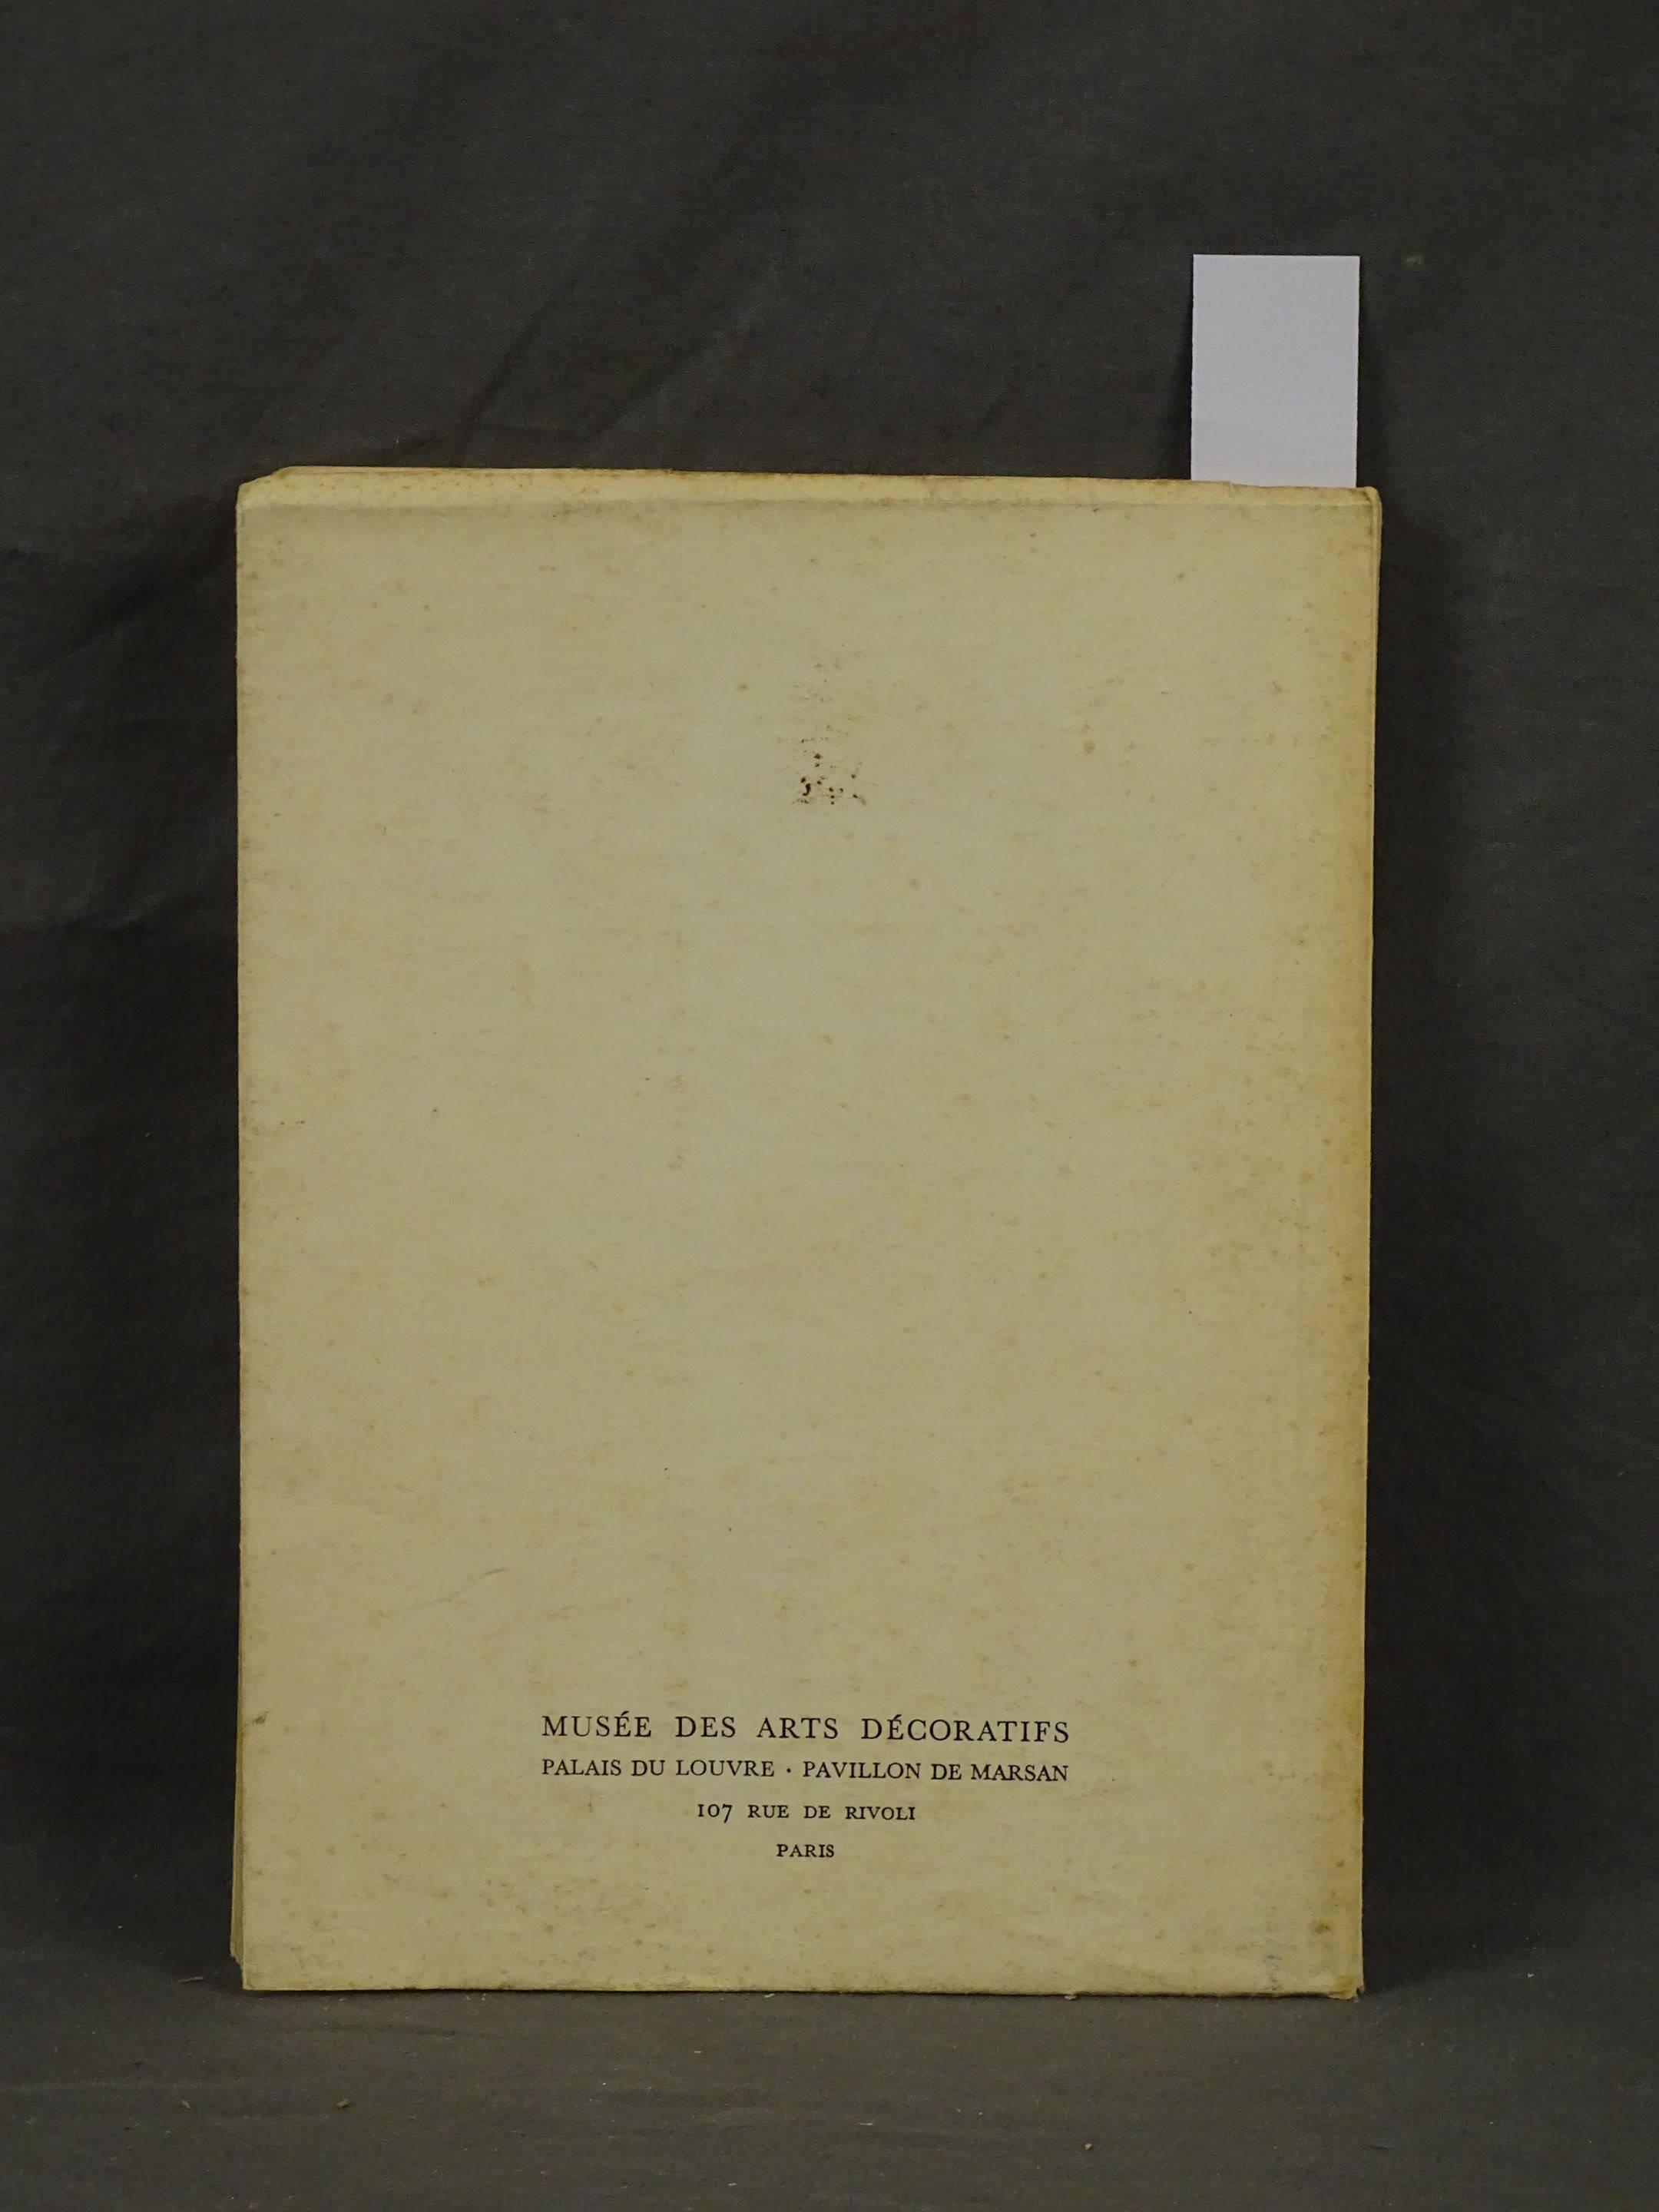 MUSÉE DES ARTS DÉCORATIFS
PALAIS DU LOUVRE · PAVILLON DE MARSAN
107 RUE DE RIVOLI
PARIS